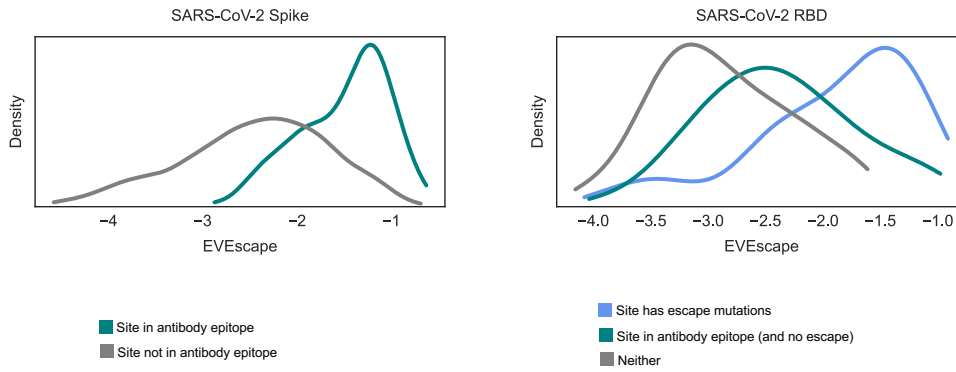 SARS-CoV-2 Spike
Density
−4 −3 −2 −1
EVEscape
Site in antibody epitope
Site not in antibody epitope
SARS-CoV-2 RBD
Density
−4.0 −3.5 −3.0 −2.5 −2.0 −1.5 −1.0
EVEscape
Site has escape mutations
Site in antibody epitope (and no escape)
Neither